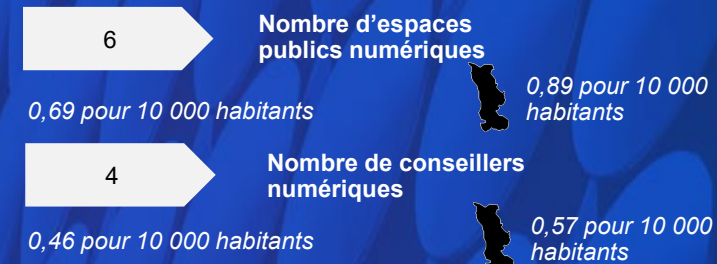 6
Nombre d'espaces
publics numériques
0,69 pour 10 000 habitants
0,89 pour 10 000
habitants
4
Nombre de conseillers
numériques
0,46 pour 10 000 habitants
0,57 pour 10 000
habitants